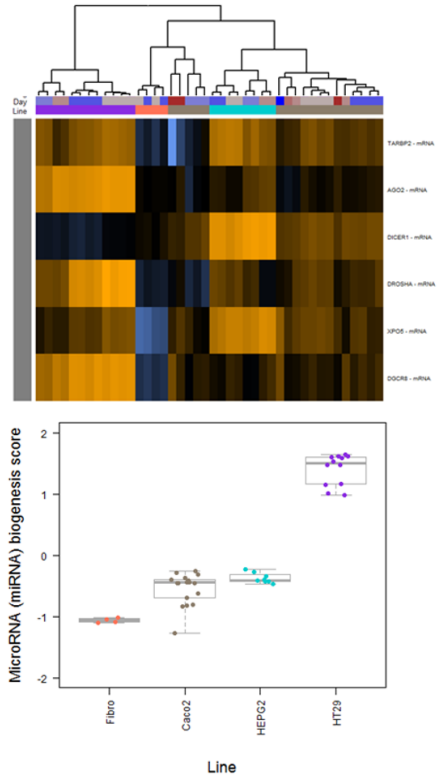 Day
Line
TARBP2 - mRNA
AGO2 - mRNA
DICER1 - mRNA
DROSHA - mRNA
XPO5 - mRNA
DGCR8 - mRNA
MicroRNA (miRNA) biogenesis score
2
1
0
-1
-2
Fibro
Caco2
HEPG2
HT29
Line